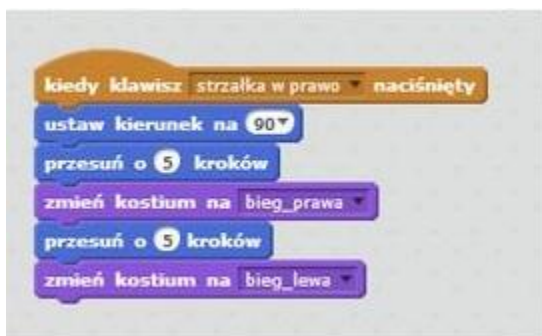 kiedy klawisz strzałka w prawo naciśnięty
ustaw kierunek na 90
przesuń o 5 kroków
zmień kostium na bieg_prawa
przesuń o 5 kroków
zmień kostium na bieg_lewa